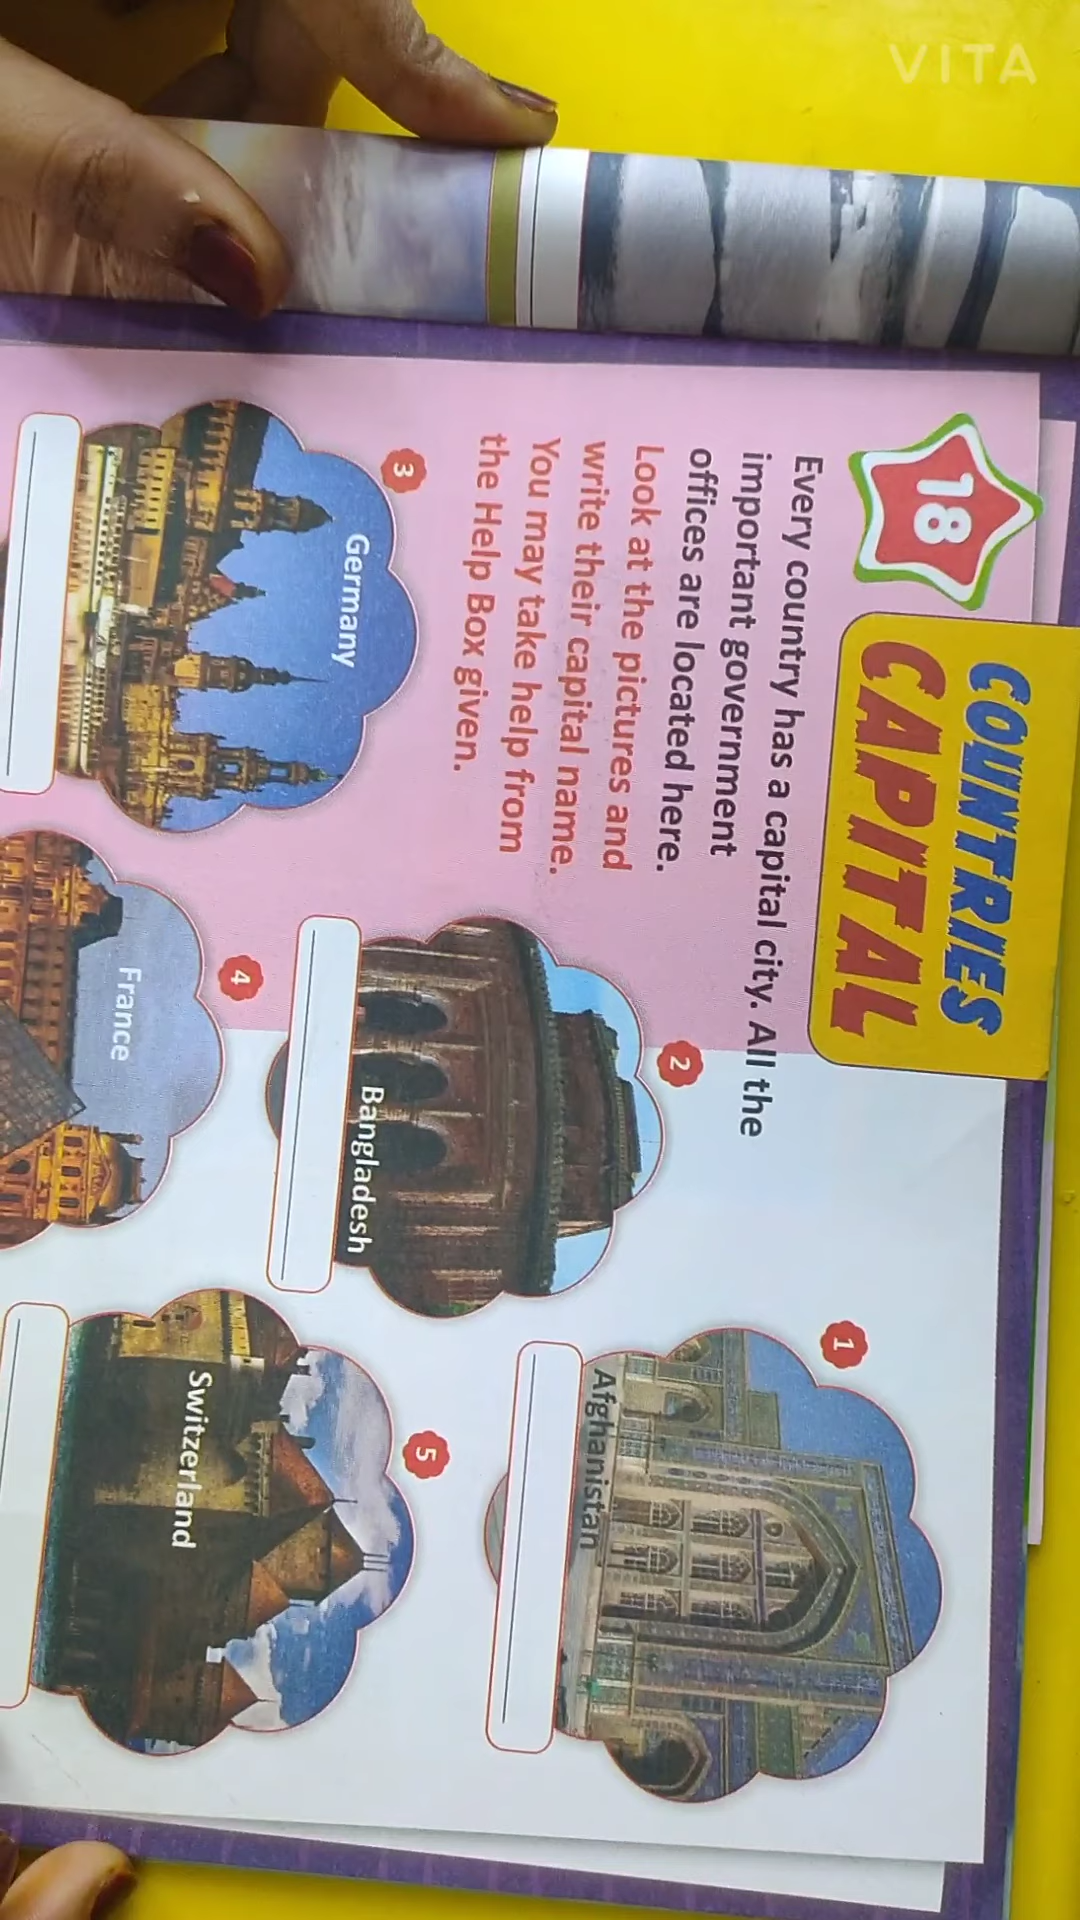 VITA
18
COUNTRIES
CAPITAL
Every country has a capital city. All the
important government
offices are located here.
Look at the pictures and
write their capital name.
You may take help from
the Help Box given.
1
Afghanistan
2
Bangladesh
3
Germany
4
France
5
Switzerland